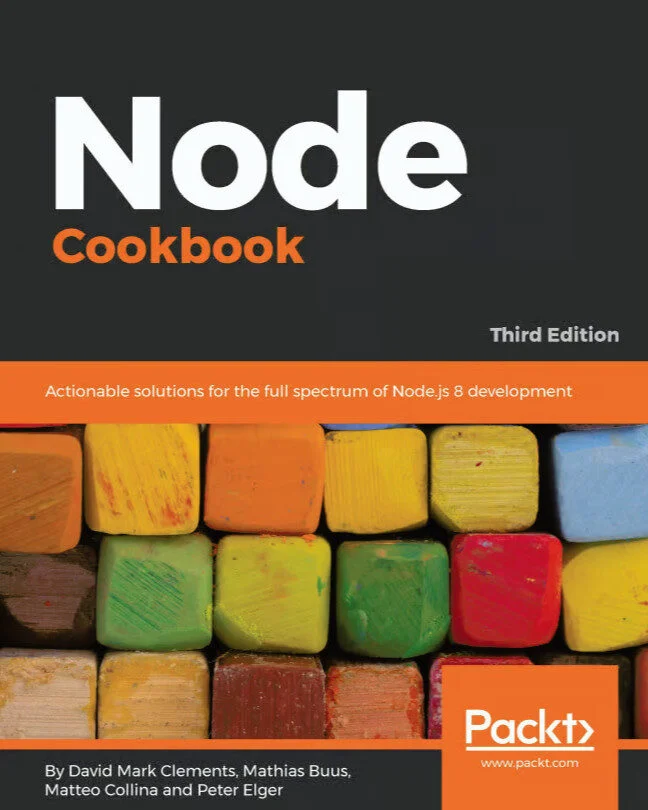 Node
Cookbook
Third Edition
Actionable solutions for the full spectrum of Node.js 8 development
Packt>
www.packt.com
By David Mark Clements, Mathias Buus,
Matteo Collina and Peter Elger